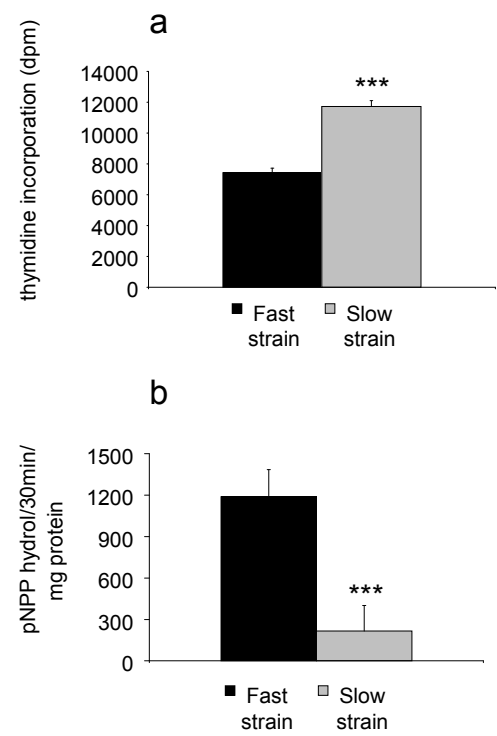 a
thymidine incorporation (dpm)
14000
12000
10000
8000
6000
4000
2000
0
***
Fast strain
Slow strain
b
pNPP hydrol/30min/
mg protein
1500
1200
900
600
300
0
***
Fast strain
Slow strain